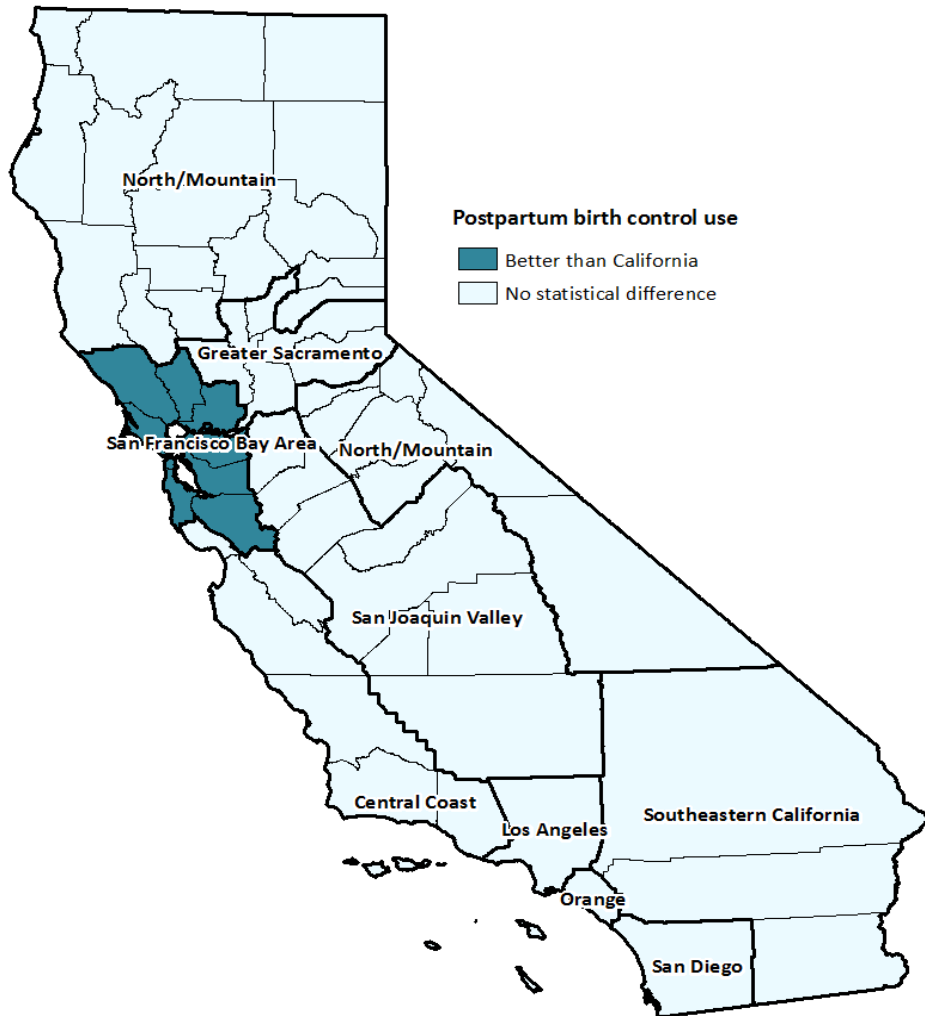 North/Mountain
Postpartum birth control use
Better than California
No statistical difference
Greater Sacramento
San Francisco Bay Area
North/Mountain
San Joaquin Valley
Central Coast
Los Angeles
Southeastern California
Orange
San Diego